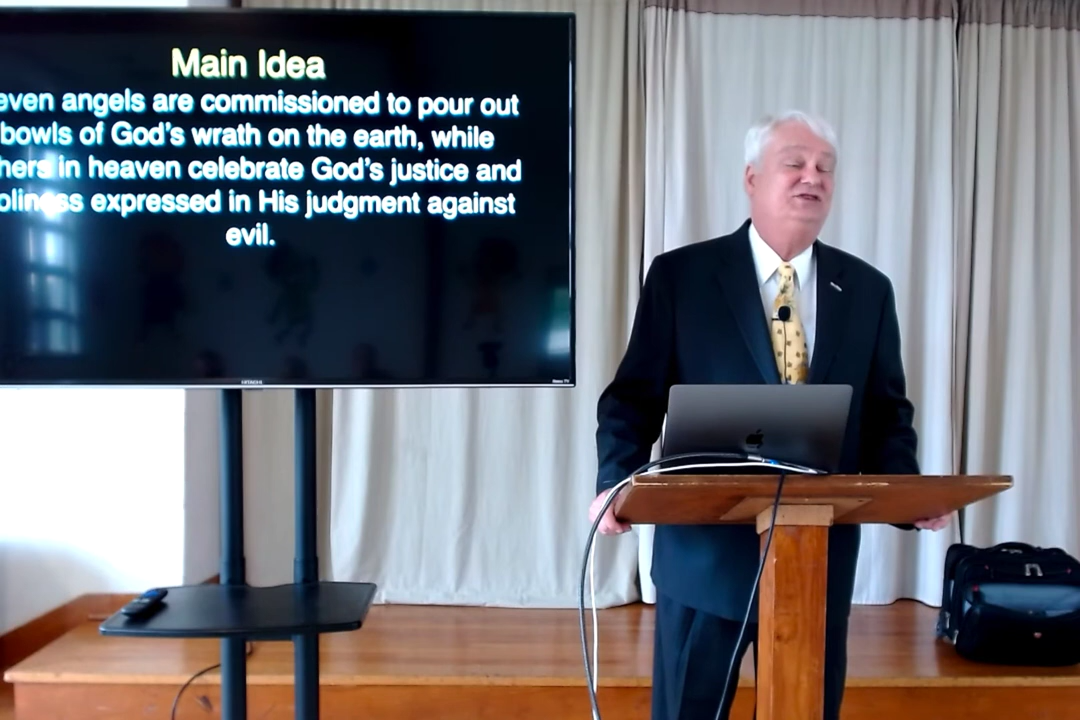 Main Idea
even angels are commissioned to pour out
bowls of God's wrath on the earth, while
hers in heaven celebrate God's justice and
oliness expressed in His judgment against
evil.
HITACHI